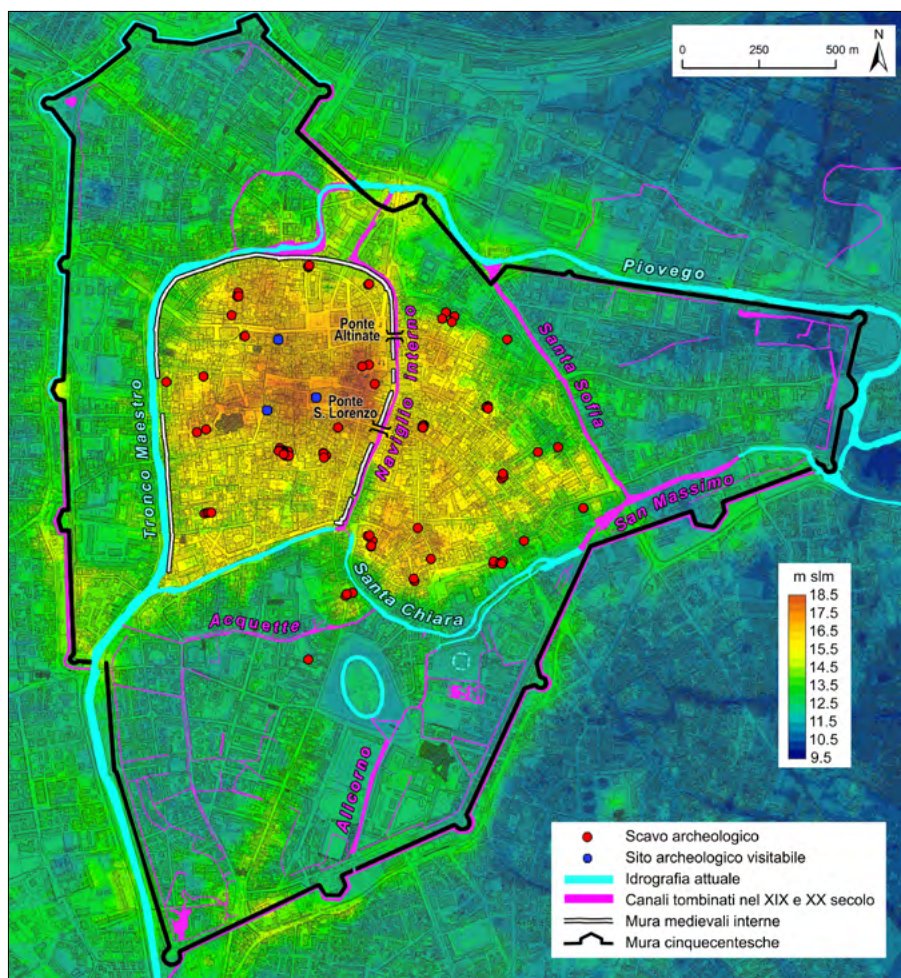 N
0 250 500 m
Piovego
Ponte
Altinate
Santa Sofia
Naviglio interno
Tronco Maestro
Ponte
S. Lorenzo
San Massimo
Santa Chiara
Acquette
Alicorno
m slm
18.5
17.5
16.5
15.5
14.5
13.5
12.5
11.5
10.5
9.5
Scavo archeologico
Sito archeologico visitabile
Idrografia attuale
Canali tombinati nel XIX e XX secolo
Mura medievali interne
Mura cinquecentesche